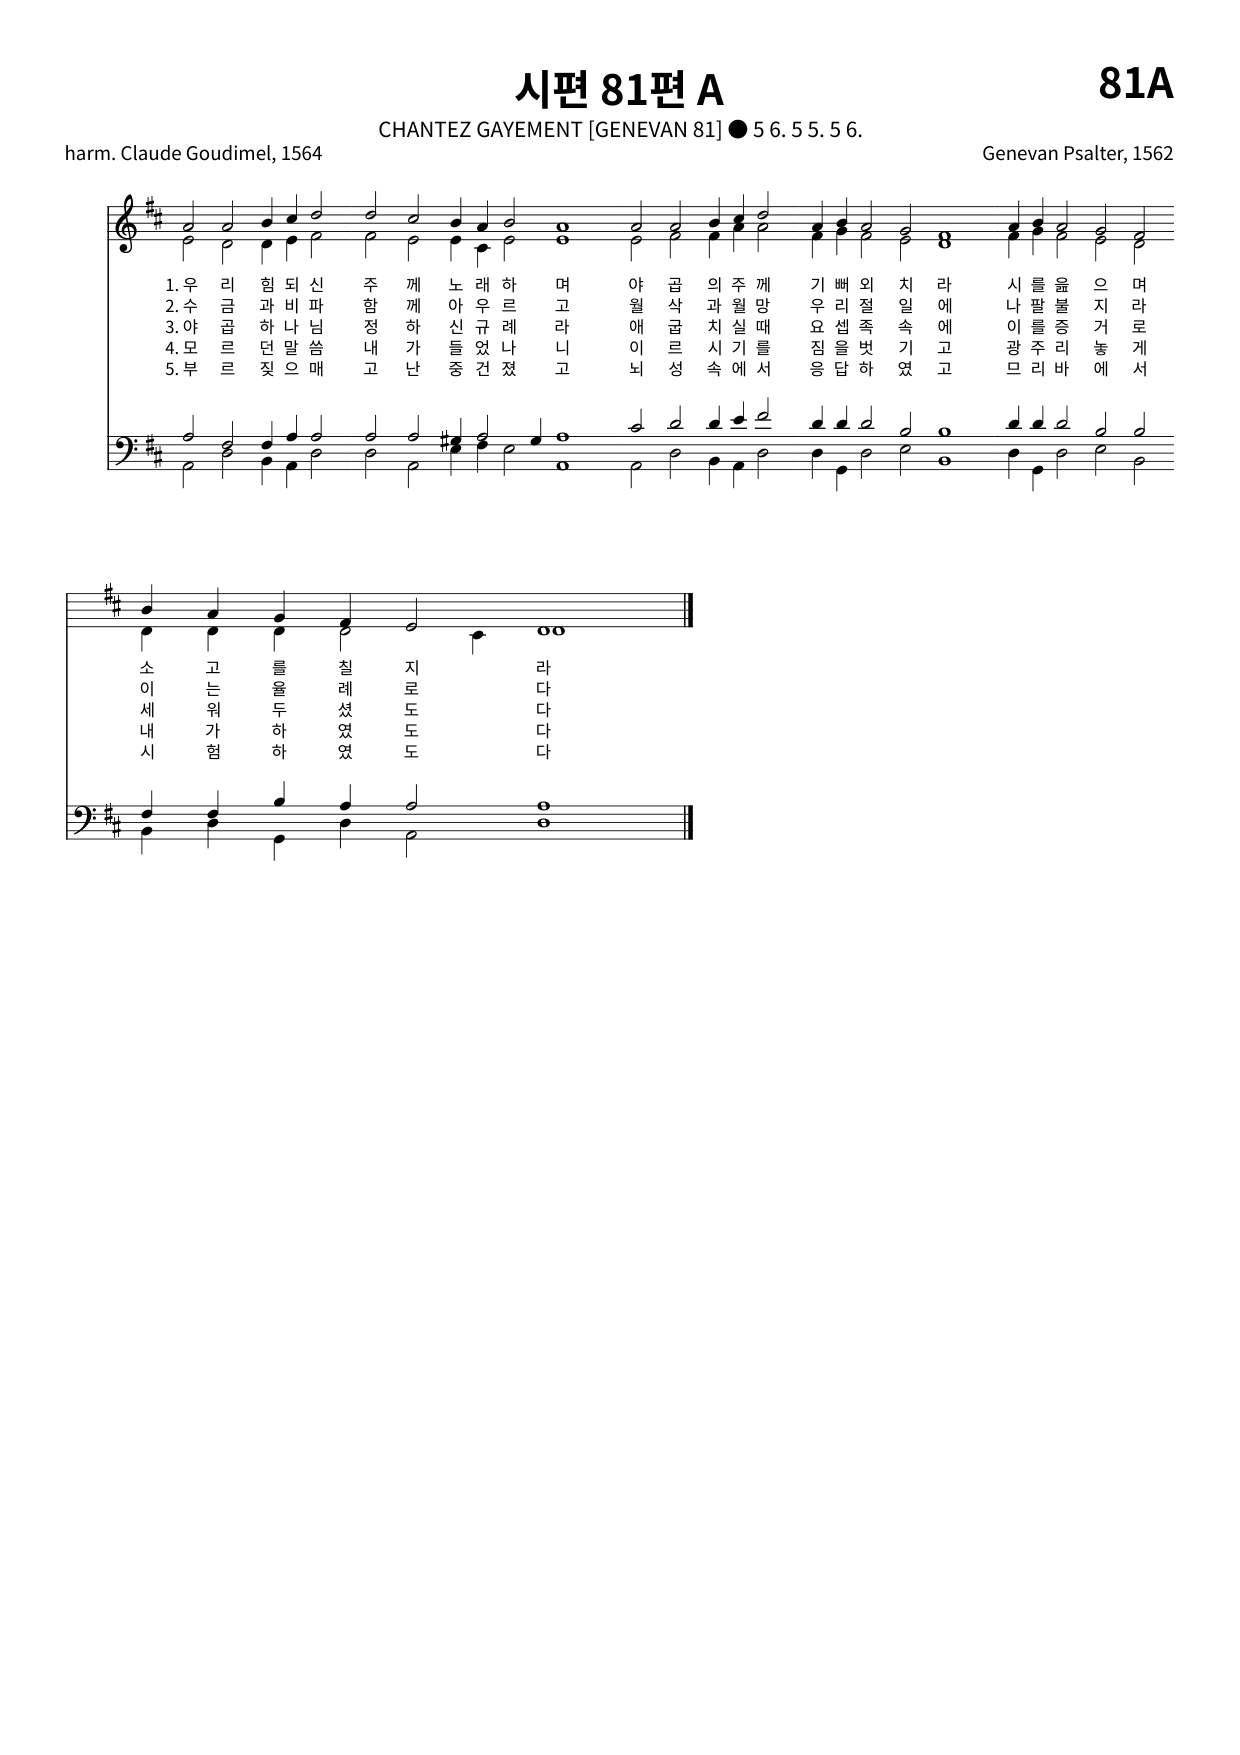 시편 81편 A
81A
CHANTEZ GAYEMENT [GENEVAN 81] ● 5 6. 5 5. 5 6.
harm. Claude Goudimel, 1564
Genevan Psalter, 1562
1. 우 리 힘 되 신 주 께 노 래 하 며 야 곱 의 주 께 기 뻐 외 치 라 시 를 읊 으 며
2. 수 금 과 비 파 함 께 아 우 르 고 월 삭 과 월 망 우 리 절 일 에 나 팔 불 지 라
3. 야 곱 하 나 님 정 하 신 규 례 라 애 굽 치 실 때 요 셉 족 속 에 이 를 증 거 로
4. 모 르 던 말 씀 내 가 들 었 나 니 이 르 시 기 를 짐 을 벗 기 고 광 주 리 놓 게
5. 부 르 짖 으 매 고 난 중 건 졌 고 뇌 성 속 에 서 응 답 하 였 고 므 리 바 에 서
소 고 를 칠 지 라
이 는 율 례 로 다
세 워 두 셨 도 다
내 가 하 였 도 다
시 험 하 였 도 다